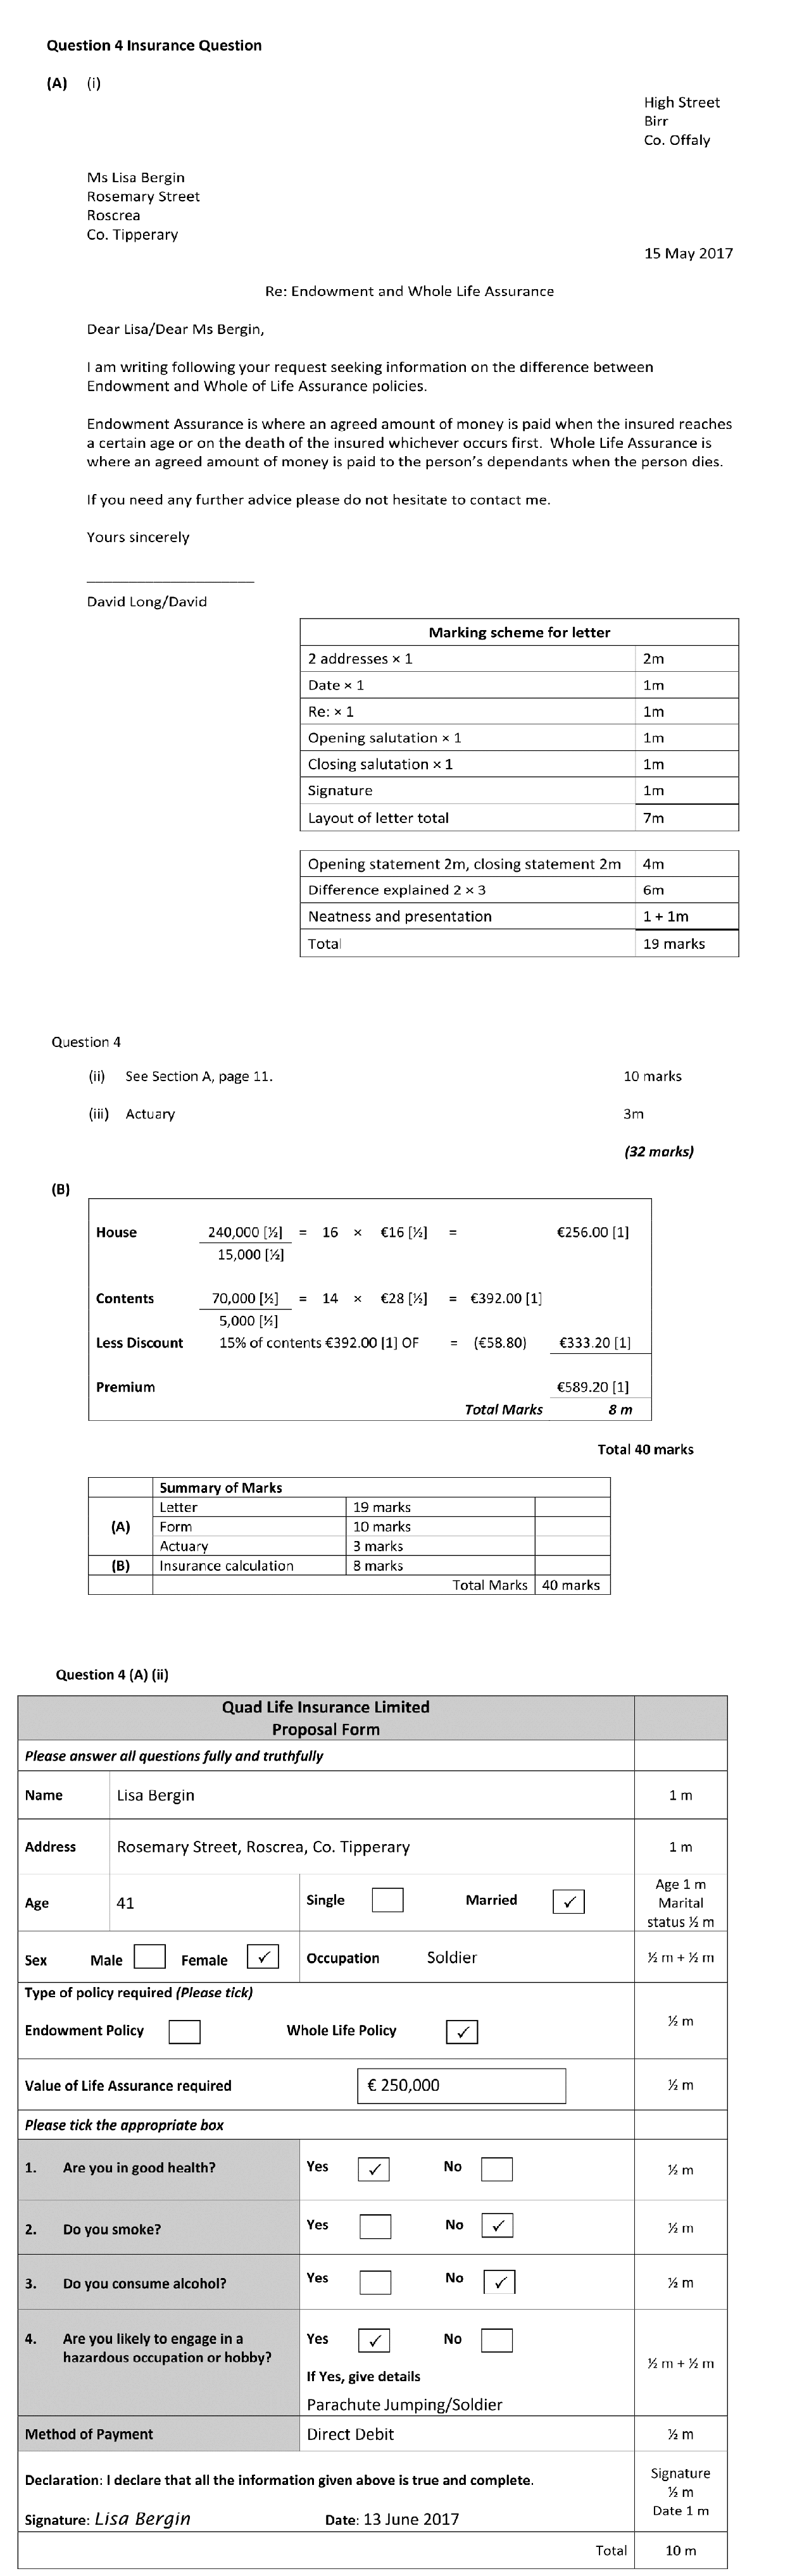 Question 4 Insurance Question
(A) (i)
High Street
Birr
Co. Offaly
Ms Lisa Bergin
Rosemary Street
Roscrea
Co. Tipperary
15 May 2017
Re: Endowment and Whole Life Assurance
Dear Lisa/Dear Ms Bergin,
I am writing following your request seeking information on the difference between
Endowment and Whole of Life Assurance policies.
Endowment Assurance is where an agreed amount of money is paid when the insured reaches
a certain age or on the death of the insured whichever occurs first. Whole Life Assurance is
where an agreed amount of money is paid to the person's dependants when the person dies.
If you need any further advice please do not hesitate to contact me.
Yours sincerely
David Long/David
Marking scheme for letter
2 addresses × 1 2m
Date × 1 1m
Re: × 1 1m
Opening salutation × 1 1m
Closing salutation × 1 1m
Signature 1m
Layout of letter total 7m
Opening statement 2m, closing statement 2m 4m
Difference explained 2 × 3 6m
Neatness and presentation 1 + 1m
Total 19 marks
Question 4
(ii) See Section A, page 11. 10 marks
(iii) Actuary 3m
(32 marks)
(B)
House 240,000 [½] = 16 × €16 [½] = €256.00 [1]
15,000 [½]
Contents 70,000 [½] = 14 × €28 [½] = €392.00 [1]
5,000 [½]
Less Discount 15% of contents €392.00 [1] OF = (€58.80) €333.20 [1]
Premium €589.20 [1]
Total Marks 8 m
Total 40 marks
Summary of Marks
Letter 19 marks
(A) Form 10 marks
Actuary 3 marks
(B) Insurance calculation 8 marks
Total Marks 40 marks
Question 4 (A) (ii)
Quad Life Insurance Limited
Proposal Form
Please answer all questions fully and truthfully
Name Lisa Bergin 1 m
Address Rosemary Street, Roscrea, Co. Tipperary 1 m
Age 41 Single Married ✓ Age 1 m
Marital
status ½ m
Sex Male Female ✓ Occupation Soldier ½ m + ½ m
Type of policy required (Please tick)
Endowment Policy Whole Life Policy ✓ ½ m
Value of Life Assurance required € 250,000 ½ m
Please tick the appropriate box
1. Are you in good health? Yes ✓ No ½ m
2. Do you smoke? Yes No ✓ ½ m
3. Do you consume alcohol? Yes No ✓ ½ m
4. Are you likely to engage in a Yes ✓ No
hazardous occupation or hobby? ½ m + ½ m
If Yes, give details
Parachute Jumping/Soldier
Method of Payment Direct Debit ½ m
Declaration: I declare that all the information given above is true and complete. Signature
½ m
Date 1 m
Signature: Lisa Bergin Date: 13 June 2017
Total 10 m